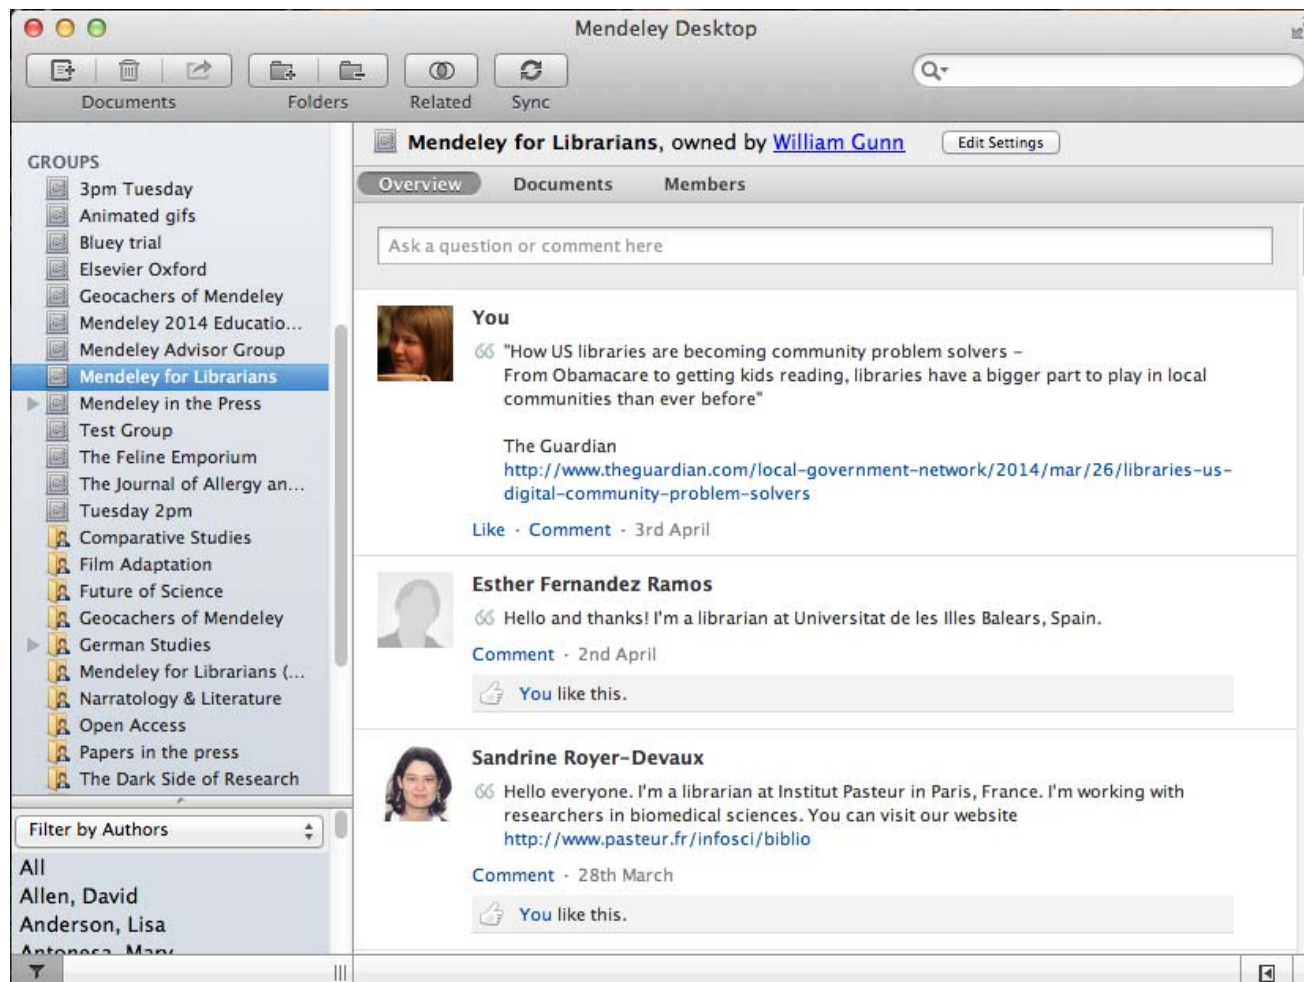 Mendeley Desktop
Documents
Folders
Related
Sync
GROUPS
3pm Tuesday
Animated gifs
Bluey trial
Elsevier Oxford
Geocachers of Mendeley
Mendeley 2014 Educatio...
Mendeley Advisor Group
Mendeley for Librarians
Mendeley in the Press
Test Group
The Feline Emporium
The Journal of Allergy an...
Tuesday 2pm
Comparative Studies
Film Adaptation
Future of Science
Geocachers of Mendeley
German Studies
Mendeley for Librarians (...
Narratology & Literature
Open Access
Papers in the press
The Dark Side of Research
Filter by Authors
All
Allen, David
Anderson, Lisa
Antonesa, Mary
Mendeley for Librarians, owned by William Gunn
Edit Settings
Overview Documents Members
Ask a question or comment here
You
"How US libraries are becoming community problem solvers –
From Obamacare to getting kids reading, libraries have a bigger part to play in local
communities than ever before"
The Guardian
http://www.theguardian.com/local-government-network/2014/mar/26/libraries-us-
digital-community-problem-solvers
Like · Comment · 3rd April
Esther Fernandez Ramos
Hello and thanks! I'm a librarian at Universitat de les Illes Balears, Spain.
Comment · 2nd April
You like this.
Sandrine Royer-Devaux
Hello everyone. I'm a librarian at Institut Pasteur in Paris, France. I'm working with
researchers in biomedical sciences. You can visit our website
http://www.pasteur.fr/infosci/biblio
Comment · 28th March
You like this.